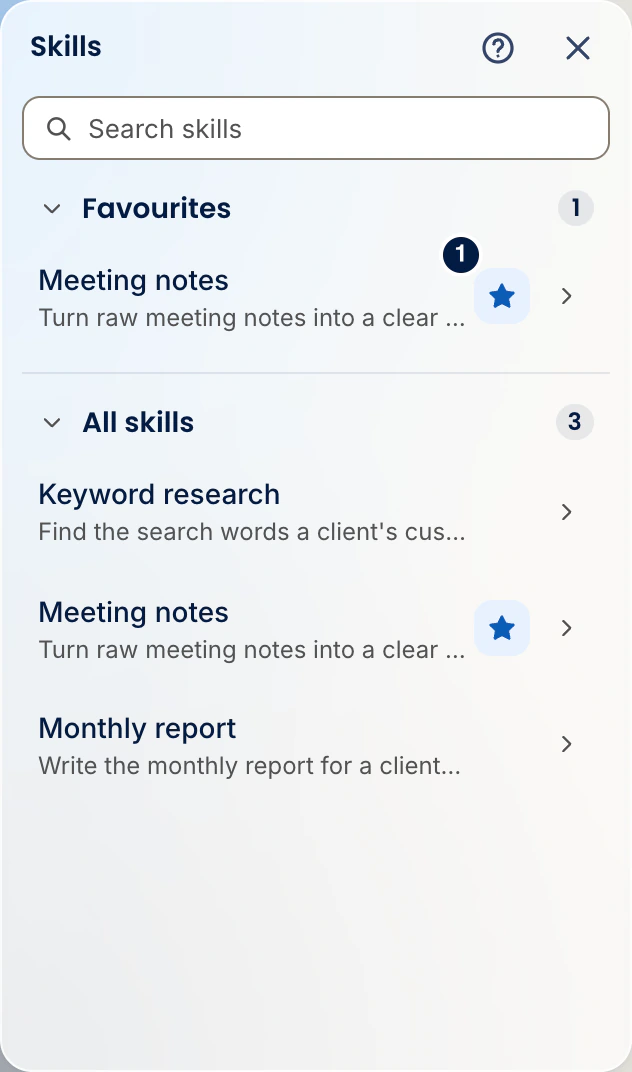 Skills
Search skills
Favourites
1
1
Meeting notes
Turn raw meeting notes into a clear ...
All skills
3
Keyword research
Find the search words a client's cus...
Meeting notes
Turn raw meeting notes into a clear ...
Monthly report
Write the monthly report for a client...